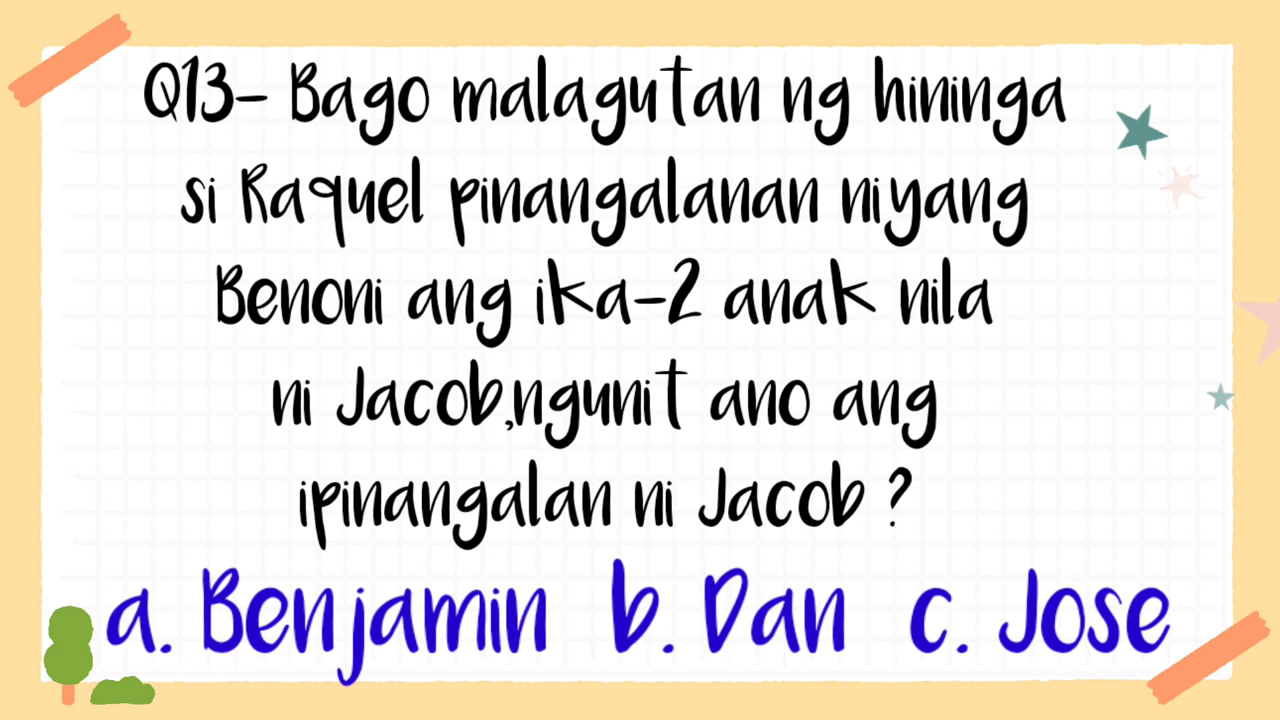 Q13- Bago malagutan ng hininga
si Raquel pinangalanan niyang
Benoni ang ika-2 anak nila
ni Jacob,ngunit ano ang
ipinangalan ni Jacob ?
a. Benjamin b. Dan c. Jose